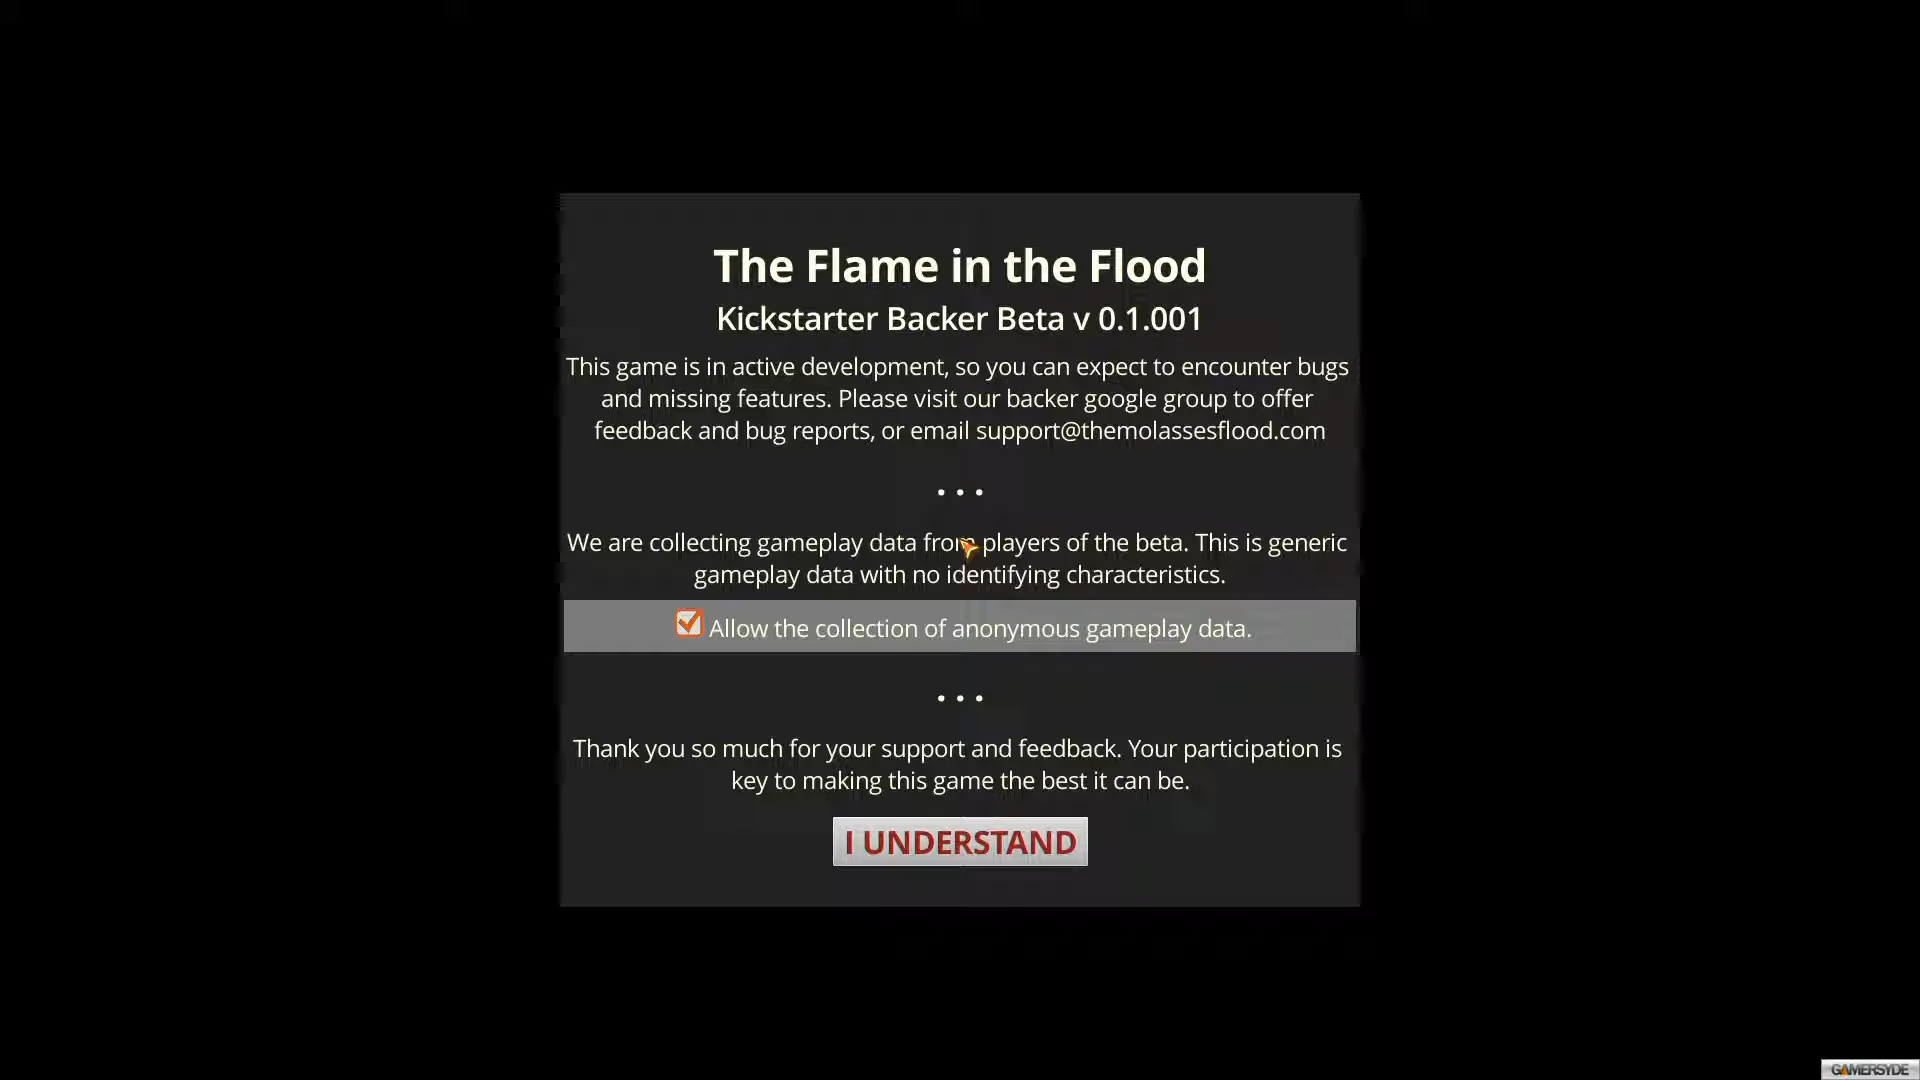 The Flame in the Flood
Kickstarter Backer Beta v 0.1.001
This game is in active development, so you can expect to encounter bugs
and missing features. Please visit our backer google group to offer
feedback and bug reports, or email support@themolassesflood.com
...
We are collecting gameplay data from players of the beta. This is generic
gameplay data with no identifying characteristics.
Allow the collection of anonymous gameplay data.
...
Thank you so much for your support and feedback. Your participation is
key to making this game the best it can be.
I UNDERSTAND
GAMERSYDE